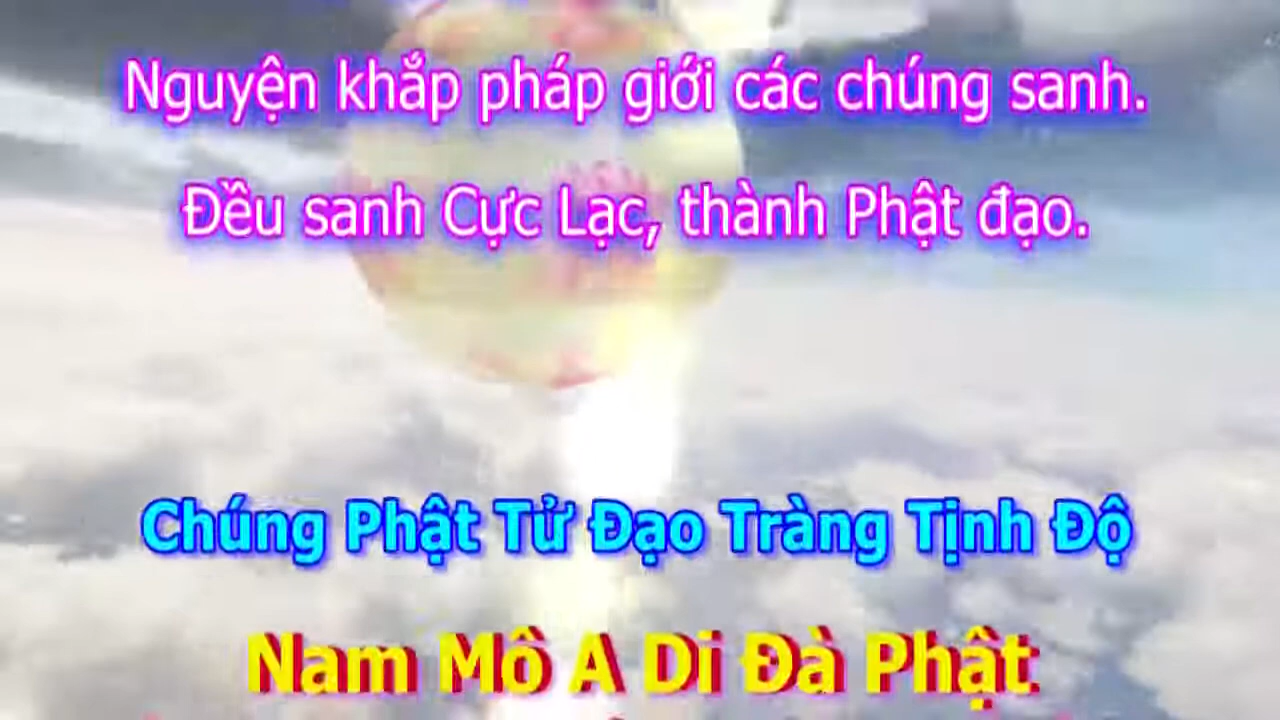 Nguyện khắp pháp giới các chúng sanh.
Đều sanh Cực Lạc, thành Phật đạo.
Chúng Phật Tử Đạo Tràng Tịnh Độ
Nam Mô A Di Đà Phật